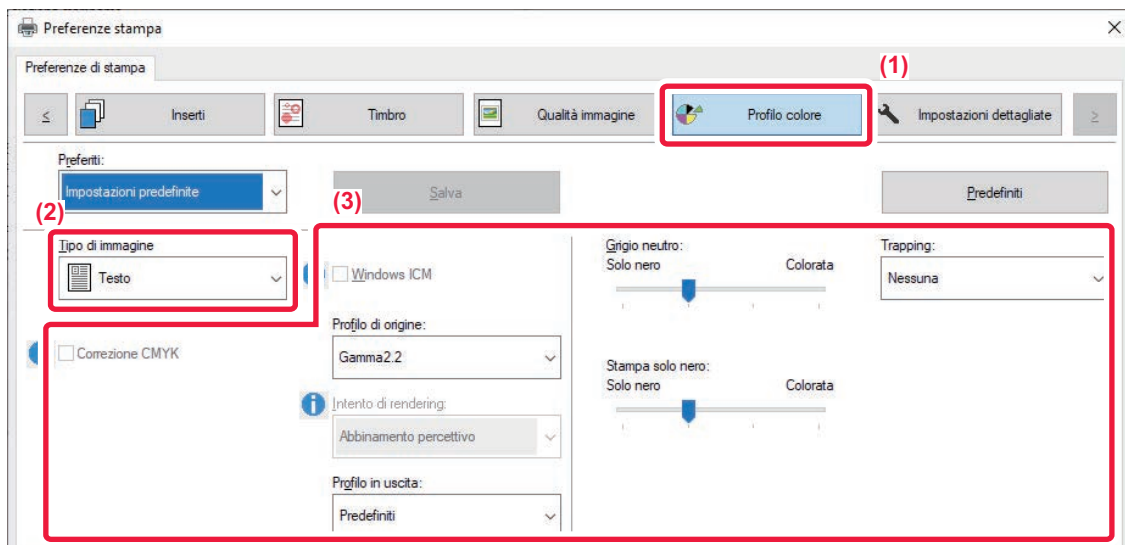 Preferenze stampa
Preferenze di stampa
(1)
<
Inserti
Timbro
Qualità immagine
Profilo colore
Impostazioni dettagliate
>
Preferiti:
Impostazioni predefinite
Salva
Predefiniti
(2)
(3)
Tipo di immagine
Testo
Correzione CMYK
Windows ICM
Profilo di origine:
Gamma2.2
Intento di rendering:
Abbinamento percettivo
Profilo in uscita:
Predefiniti
Grigio neutro:
Solo nero Colorata
Stampa solo nero:
Solo nero Colorata
Trapping:
Nessuna